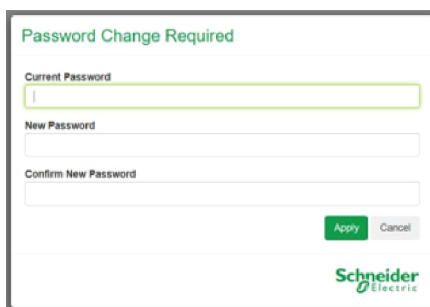 Password Change Required
Current Password
New Password
Confirm New Password
Apply Cancel
Schneider
Electric